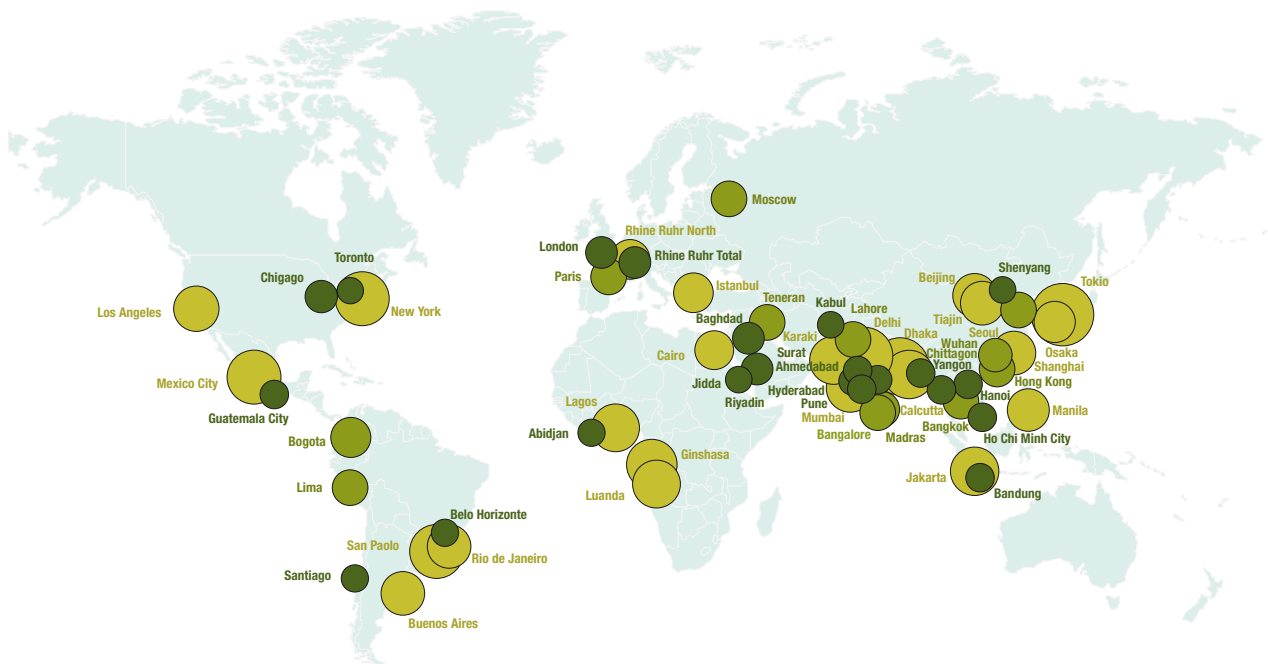 Moscow
Rhine Ruhr North
London
Rhine Ruhr Total
Toronto
Paris
Chigago
Istanbul
Beijing
Shenyang
Tokio
Los Angeles
New York
Teneran
Kabul
Lahore
Baghdad
Karaki
Delhi
Dhaka
Tiajin
Seoul
Wuhan
Osaka
Cairo
Surat
Chittagon
Shanghai
Ahmedabad
Yangon
Mexico City
Jidda
Hyderabad
Hong Kong
Riyadin
Pune
Hanoi
Guatemala City
Lagos
Mumbai
Calcutta
Manila
Bangkok
Abidjan
Bangalore
Madras
Ho Chi Minh City
Bogota
Ginshasa
Jakarta
Lima
Luanda
Bandung
Belo Horizonte
San Paolo
Rio de Janeiro
Santiago
Buenos Aires